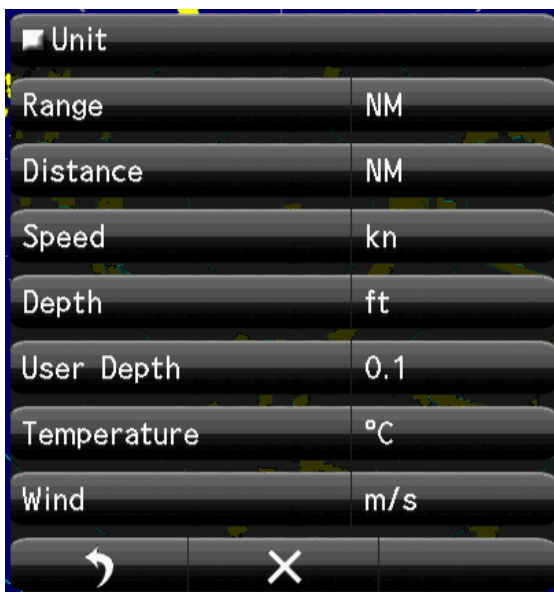 Unit
Range NM
Distance NM
Speed kn
Depth ft
User Depth 0.1
Temperature °C
Wind m/s